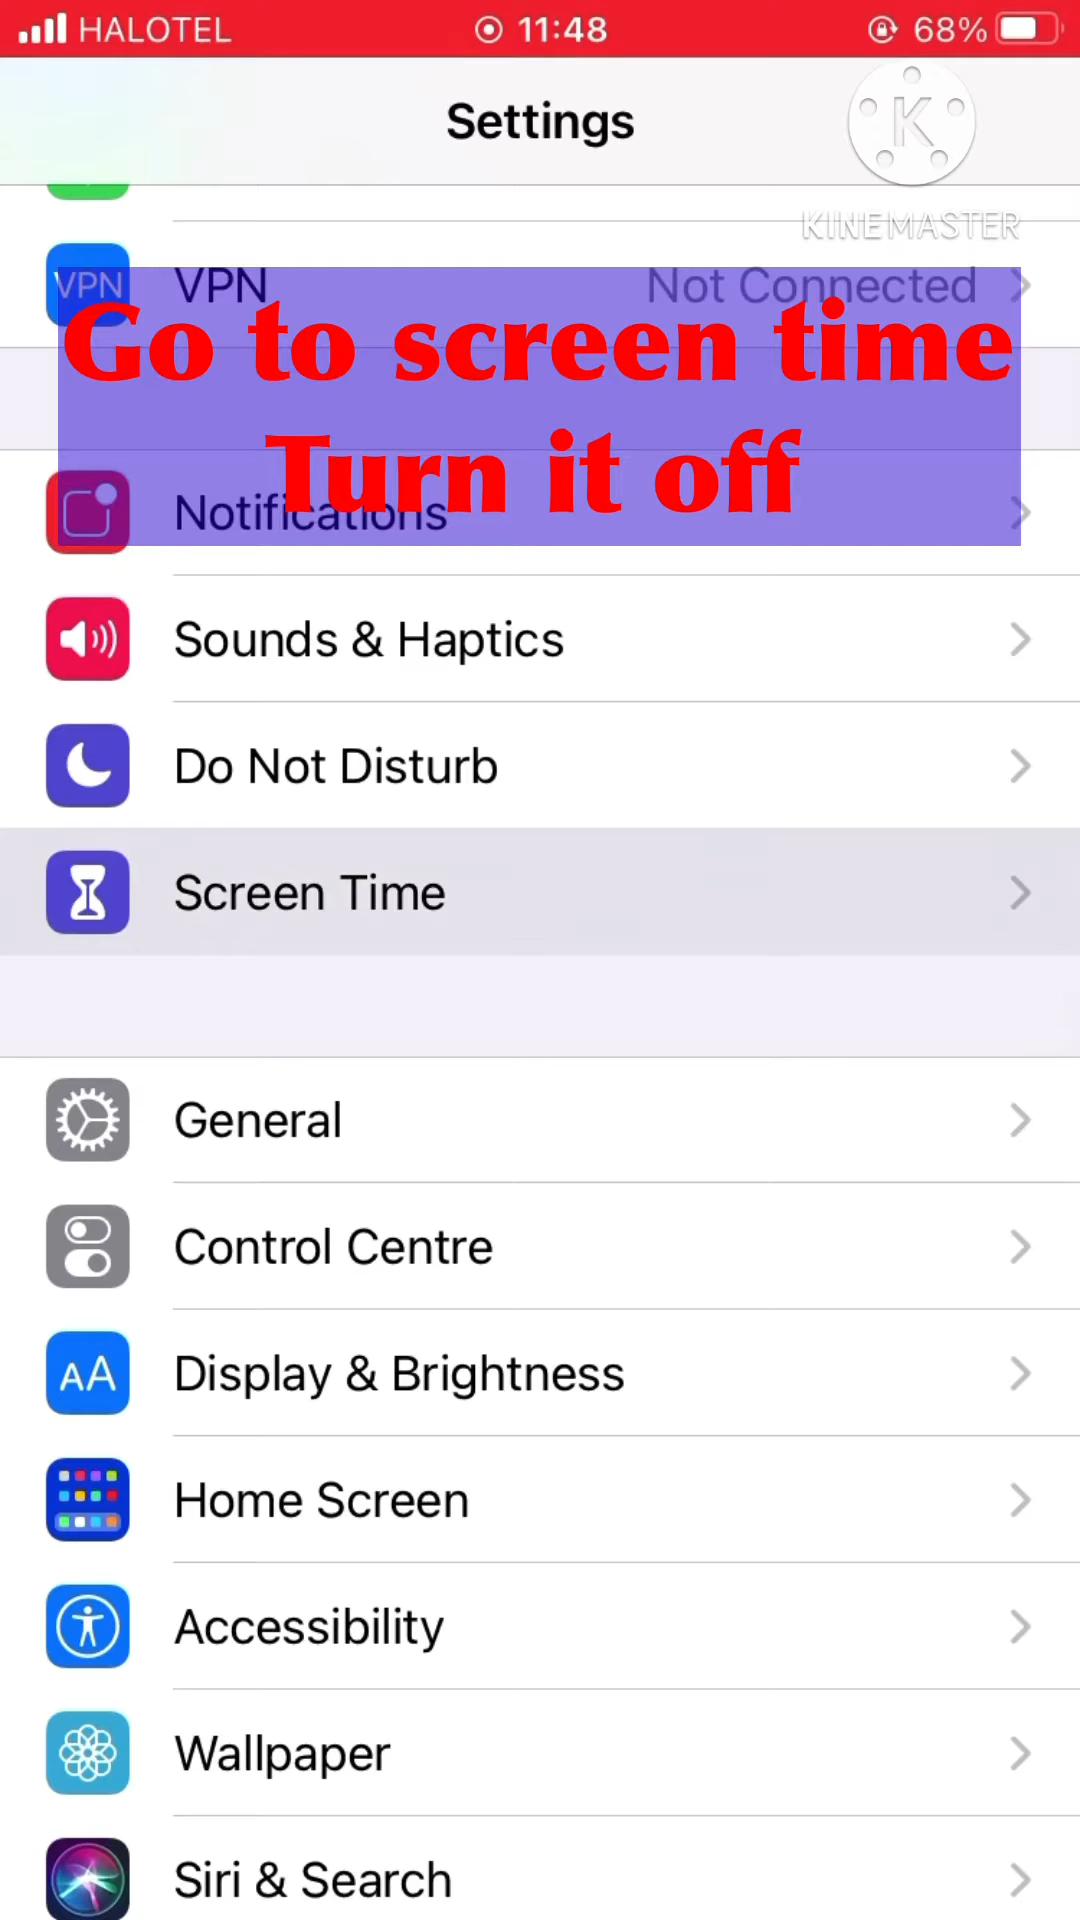 HALOTEL 11:48 68%
Settings
K
KINEMASTER
VPN VPN Not Connected
Go to screen time
Turn it off
Notifications
Sounds & Haptics
Do Not Disturb
Screen Time
General
Control Centre
AA Display & Brightness
Home Screen
Accessibility
Wallpaper
Siri & Search